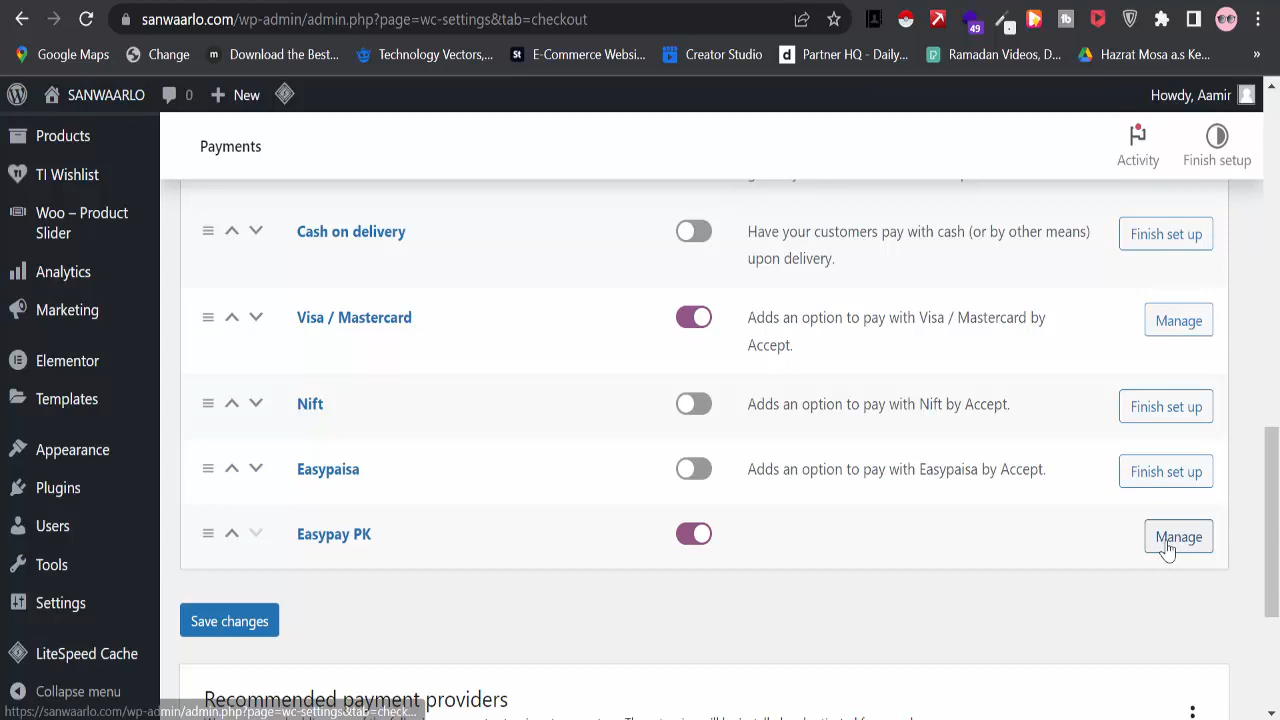 sanwaarlo.com/wp-admin/admin.php?page=wc-settings&tab=checkout
49
Google Maps Change Download the Best... Technology Vectors,... E-Commerce Websi... Creator Studio Partner HQ - Daily... Ramadan Videos, D... Hazrat Mosa a.s Ke... »
SANWAARLO 0 New Howdy, Aamir
Products
TI Wishlist
Woo – Product
Slider
Analytics
Marketing
Elementor
Templates
Appearance
Plugins
Users
Tools
Settings
LiteSpeed Cache
Collapse menu
Payments
Activity
Finish setup
Cash on delivery
Have your customers pay with cash (or by other means)
upon delivery.
Finish set up
Visa / Mastercard
Adds an option to pay with Visa / Mastercard by
Accept.
Manage
Nift
Adds an option to pay with Nift by Accept.
Finish set up
Easypaisa
Adds an option to pay with Easypaisa by Accept.
Finish set up
Easypay PK
Manage
Save changes
Recommended payment providers
https://sanwaarlo.com/wp-admin/admin.php?page=wc-settings&tab=check...